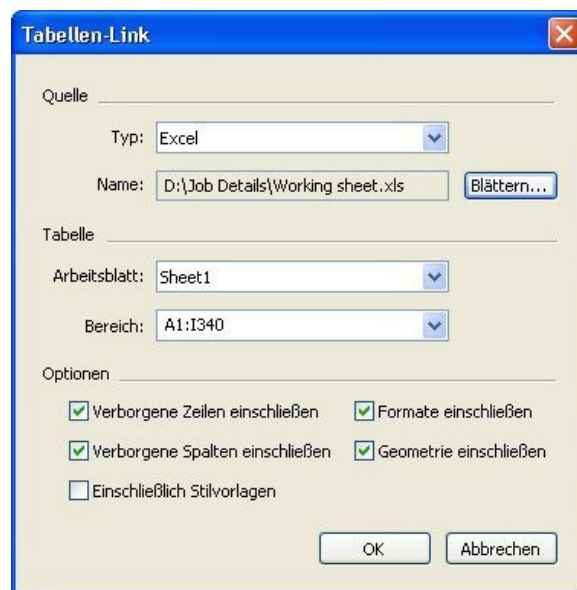 Tabellen-Link
Quelle
Typ: Excel
Name: D:\Job Details\Working sheet.xls Blättern...
Tabelle
Arbeitsblatt: Sheet1
Bereich: A1:I340
Optionen
Verborgene Zeilen einschließen Formate einschließen
Verborgene Spalten einschließen Geometrie einschließen
Einschließlich Stilvorlagen
OK Abbrechen